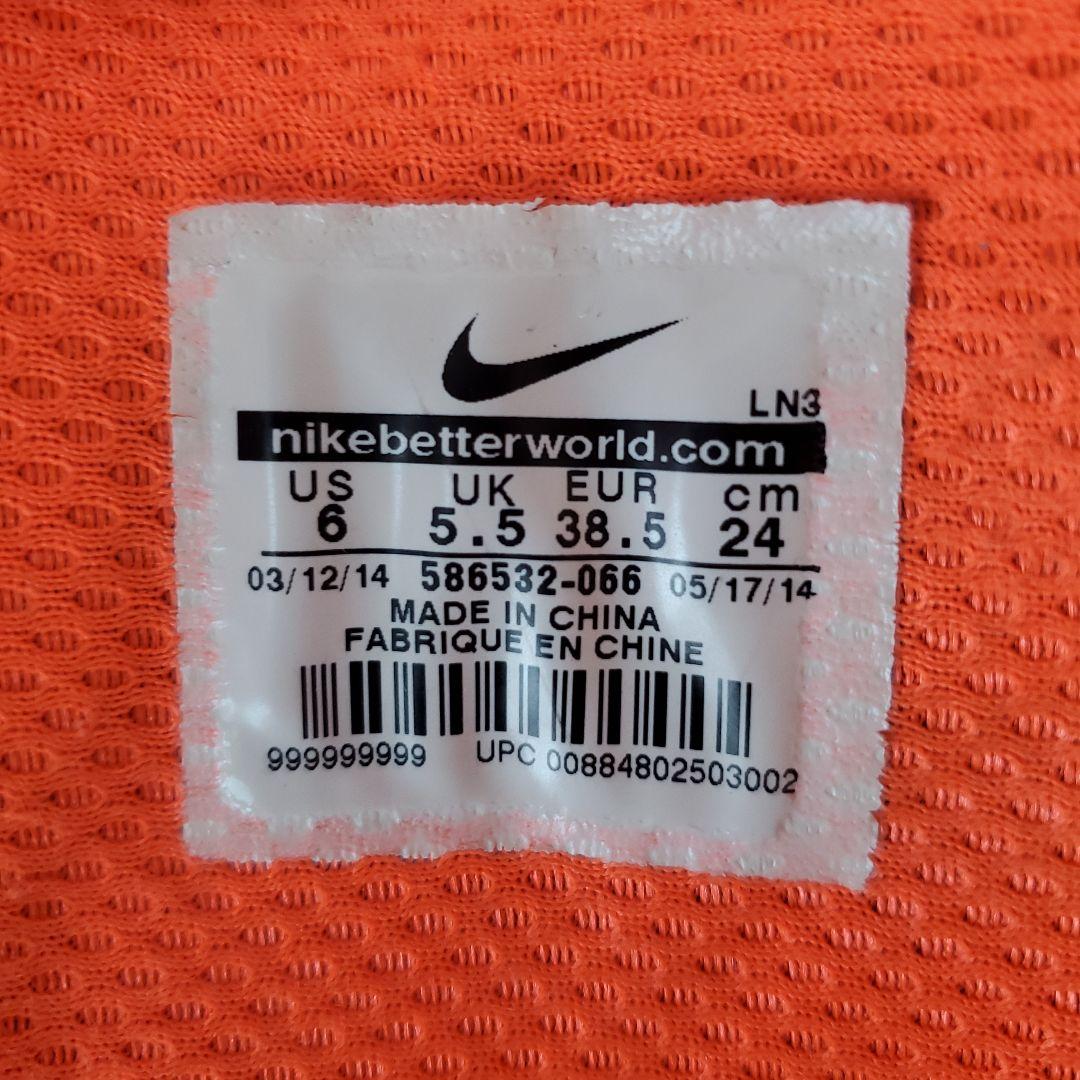 LN3
nikebetterworld.com
US UK EUR cm
6 5.5 38.5 24
03/12/14 586532-066 05/17/14
MADE IN CHINA
FABRIQUE EN CHINE
999999999 UPC 00884802503002